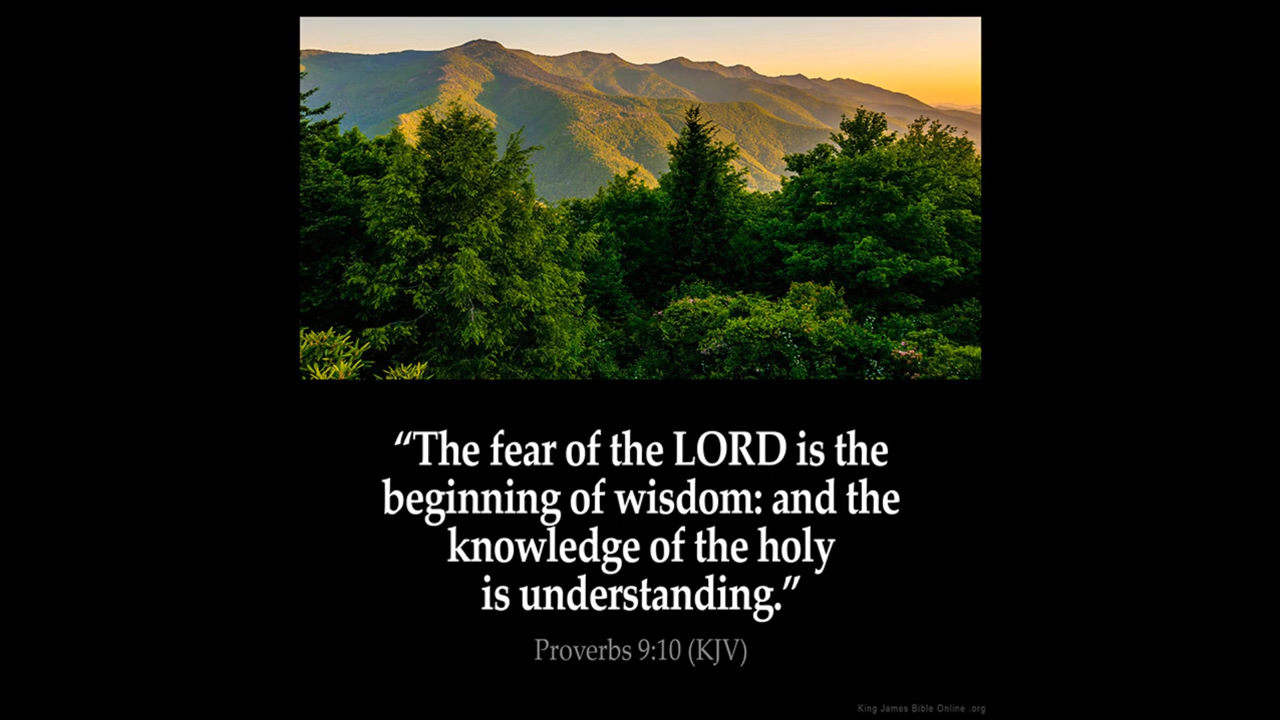 “The fear of the LORD is the
beginning of wisdom: and the
knowledge of the holy
is understanding.”
Proverbs 9:10 (KJV)
King James Bible Online .org